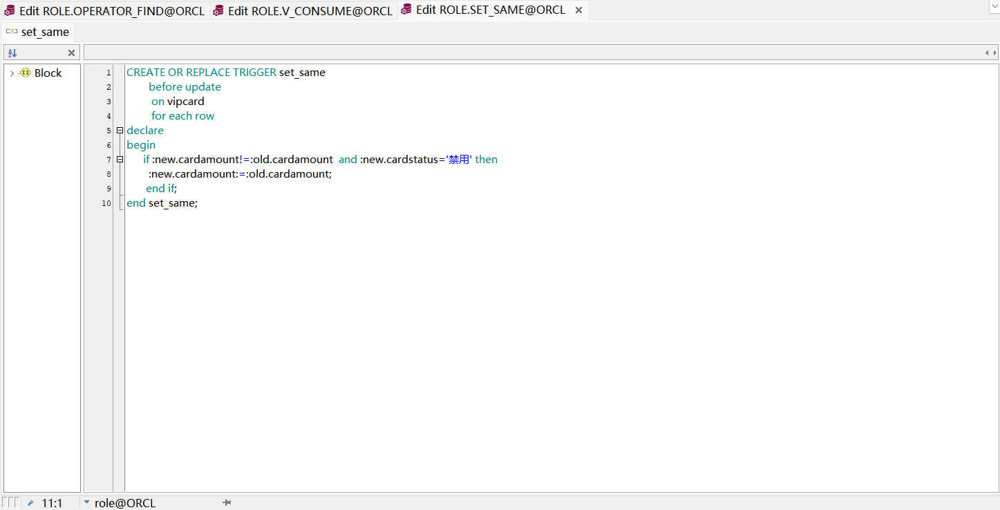 Edit ROLE.OPERATOR_FIND@ORCL Edit ROLE.V_CONSUME@ORCL Edit ROLE.SET_SAME@ORCL
set_same
Block
1 CREATE OR REPLACE TRIGGER set_same
2 before update
3 on vipcard
4 for each row
5 declare
6 begin
7 if :new.cardamount!=:old.cardamount and :new.cardstatus='禁用' then
8 :new.cardamount:=:old.cardamount;
9 end if;
10 end set_same;
11:1 role@ORCL